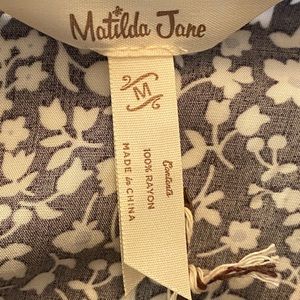 Matilda Jane
M
Contents
100% RAYON
MADE in CHINA